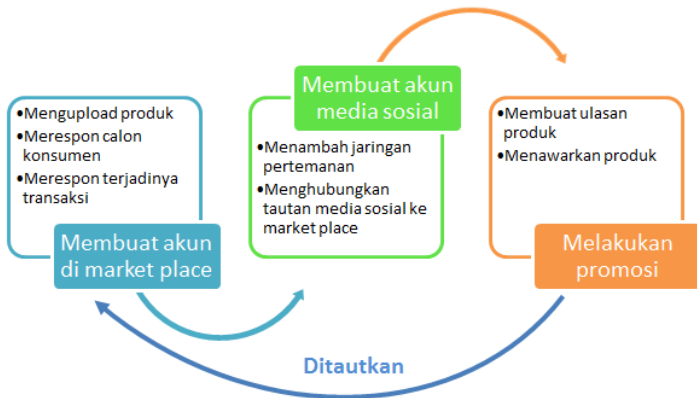 •Mengupload produk
•Merespon calon
konsumen
•Merespon terjadinya
transaksi
Membuat akun
di market place
Membuat akun
media sosial
•Menambah jaringan
pertemanan
•Menghubungkan
tautan media sosial ke
market place
•Membuat ulasan
produk
•Menawarkan produk
Melakukan
promosi
Ditautkan